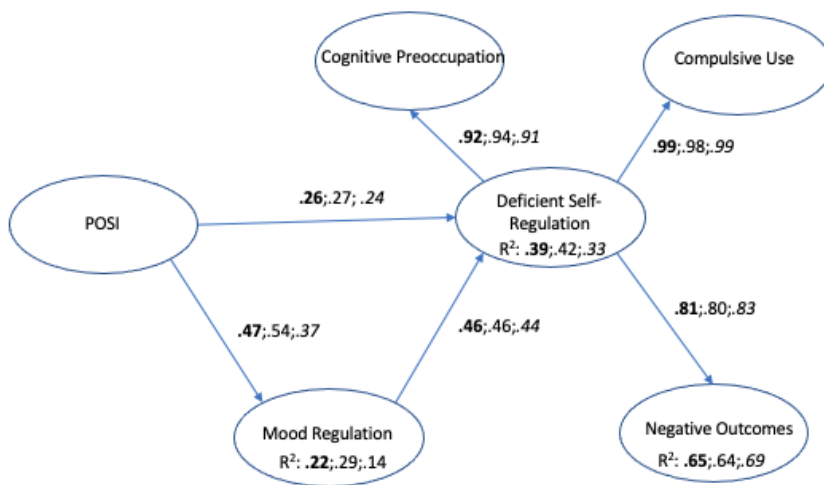 Cognitive Preoccupation
Compulsive Use
.92;.94;.91
.99;.98;.99
POSI
.26;.27; .24
Deficient Self-
Regulation
R²: .39;.42;.33
.47;.54;.37
.46;.46;.44
.81;.80;.83
Mood Regulation
R²: .22;.29;.14
Negative Outcomes
R²: .65;.64;.69